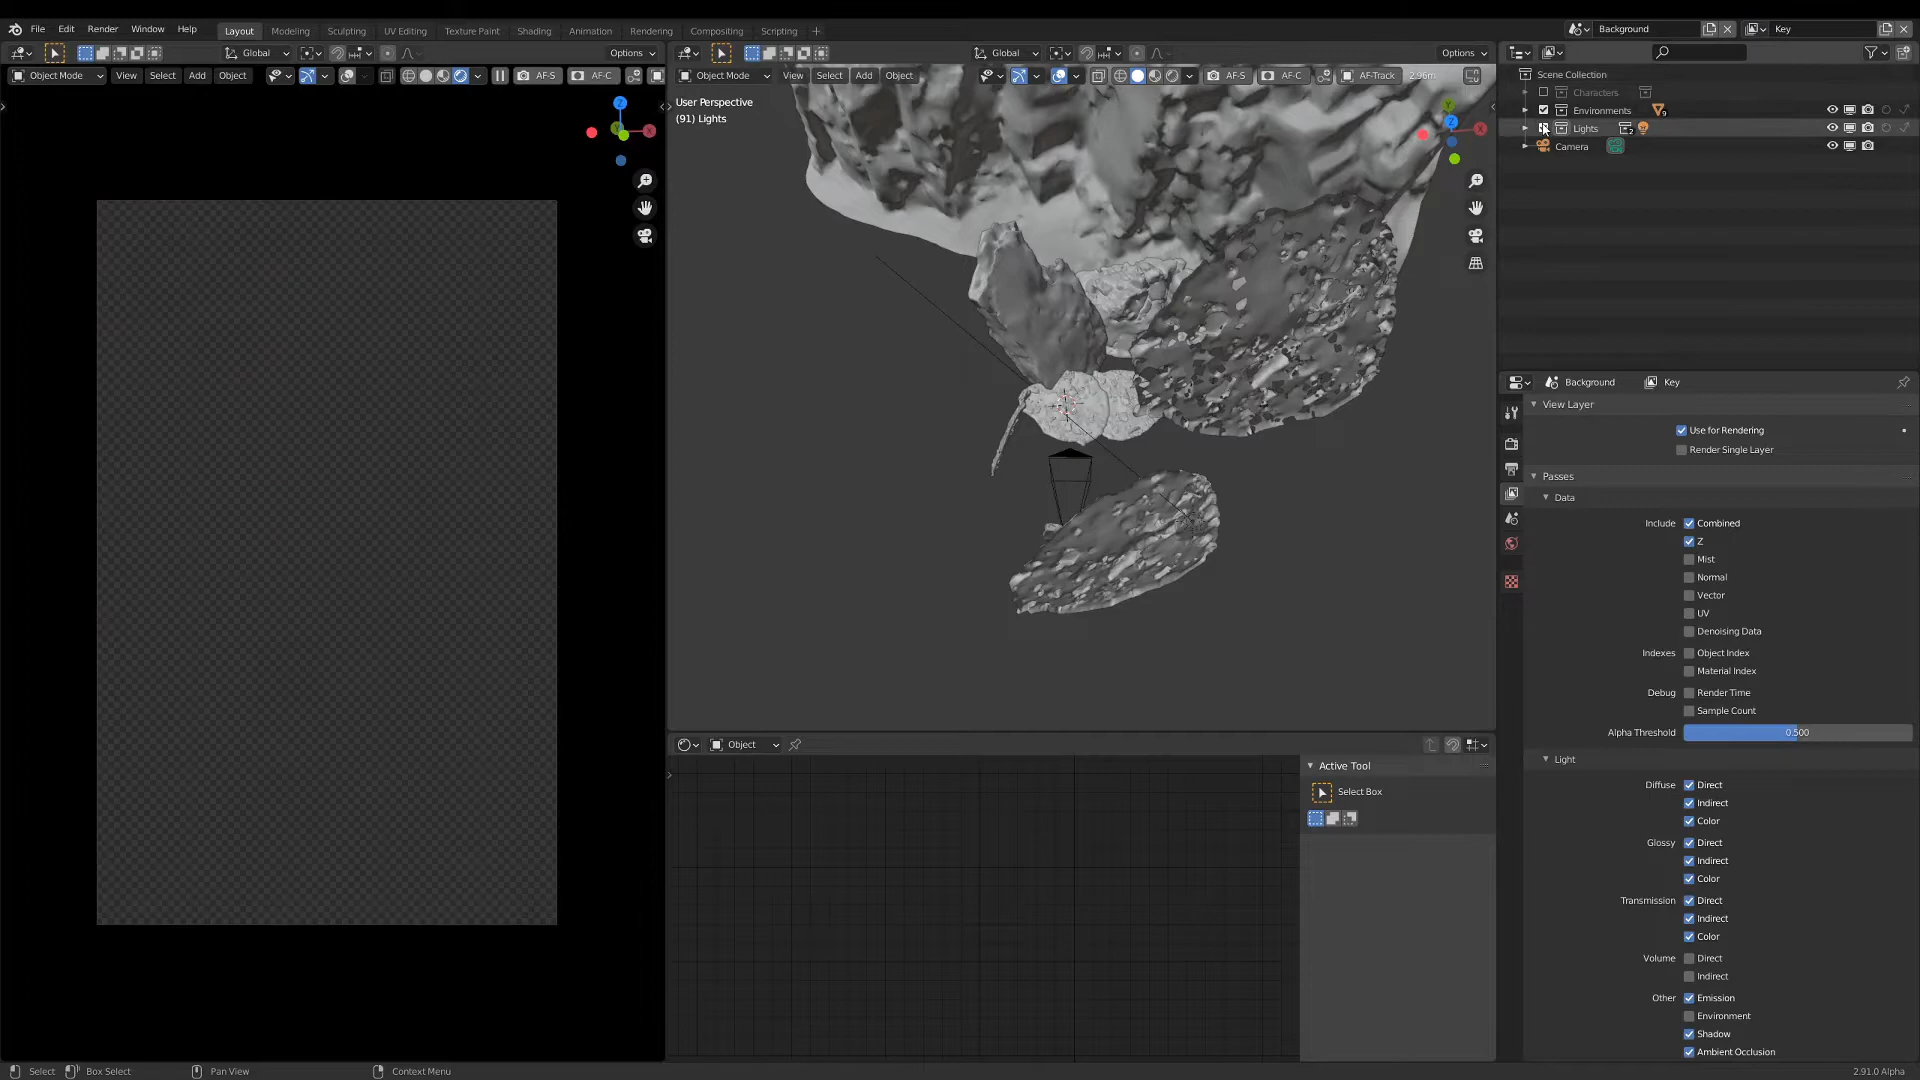 File Edit Render Window Help Layout Modeling Sculpting UV Editing Texture Paint Shading Animation Rendering Compositing Scripting + Background Key
Global Options Global Options
Object Mode View Select Add Object AF-S AF-C Object Mode View Select Add Object AF-S AF-C AF-Track 2.96m
Scene Collection
Characters
Environments 9
Lights 2
Camera
User Perspective
(91) Lights
Z
X
Y
Z
X
Background Key
View Layer
Use for Rendering
Render Single Layer
Passes
Data
Include Combined
Z
Mist
Normal
Vector
UV
Denoising Data
Indexes Object Index
Material Index
Debug Render Time
Sample Count
Alpha Threshold 0.500
Light
Diffuse Direct
Indirect
Color
Glossy Direct
Indirect
Color
Transmission Direct
Indirect
Color
Volume Direct
Indirect
Other Emission
Environment
Shadow
Ambient Occlusion
Object
Active Tool
Select Box
Select Box Select Pan View Context Menu 2.91.0 Alpha